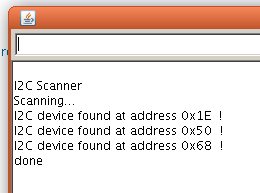 I2C Scanner
Scanning...
I2C device found at address 0x1E  !
I2C device found at address 0x50  !
I2C device found at address 0x68  !
done